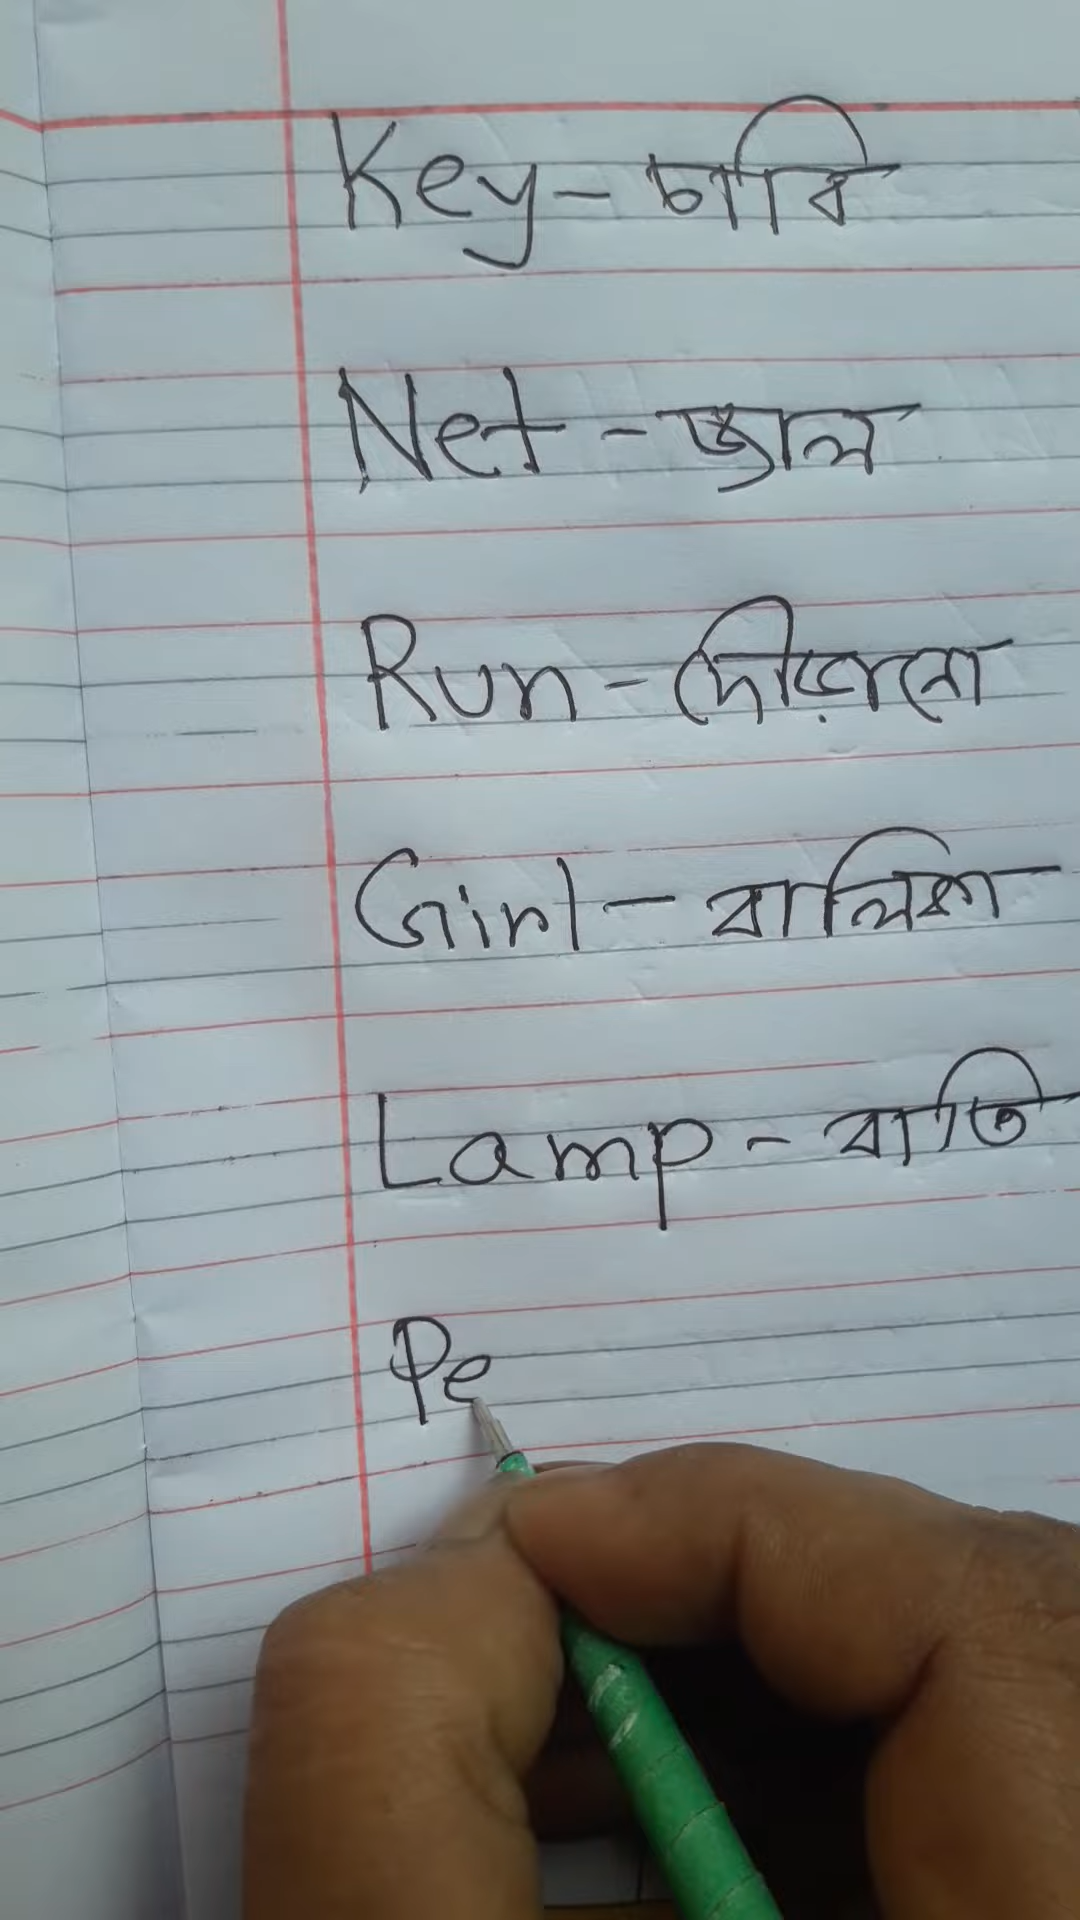 Key - চাবি
Net - জাল
Run - দৌড়ানো
Girl - বালিকা
Lamp - বাতি
Pe